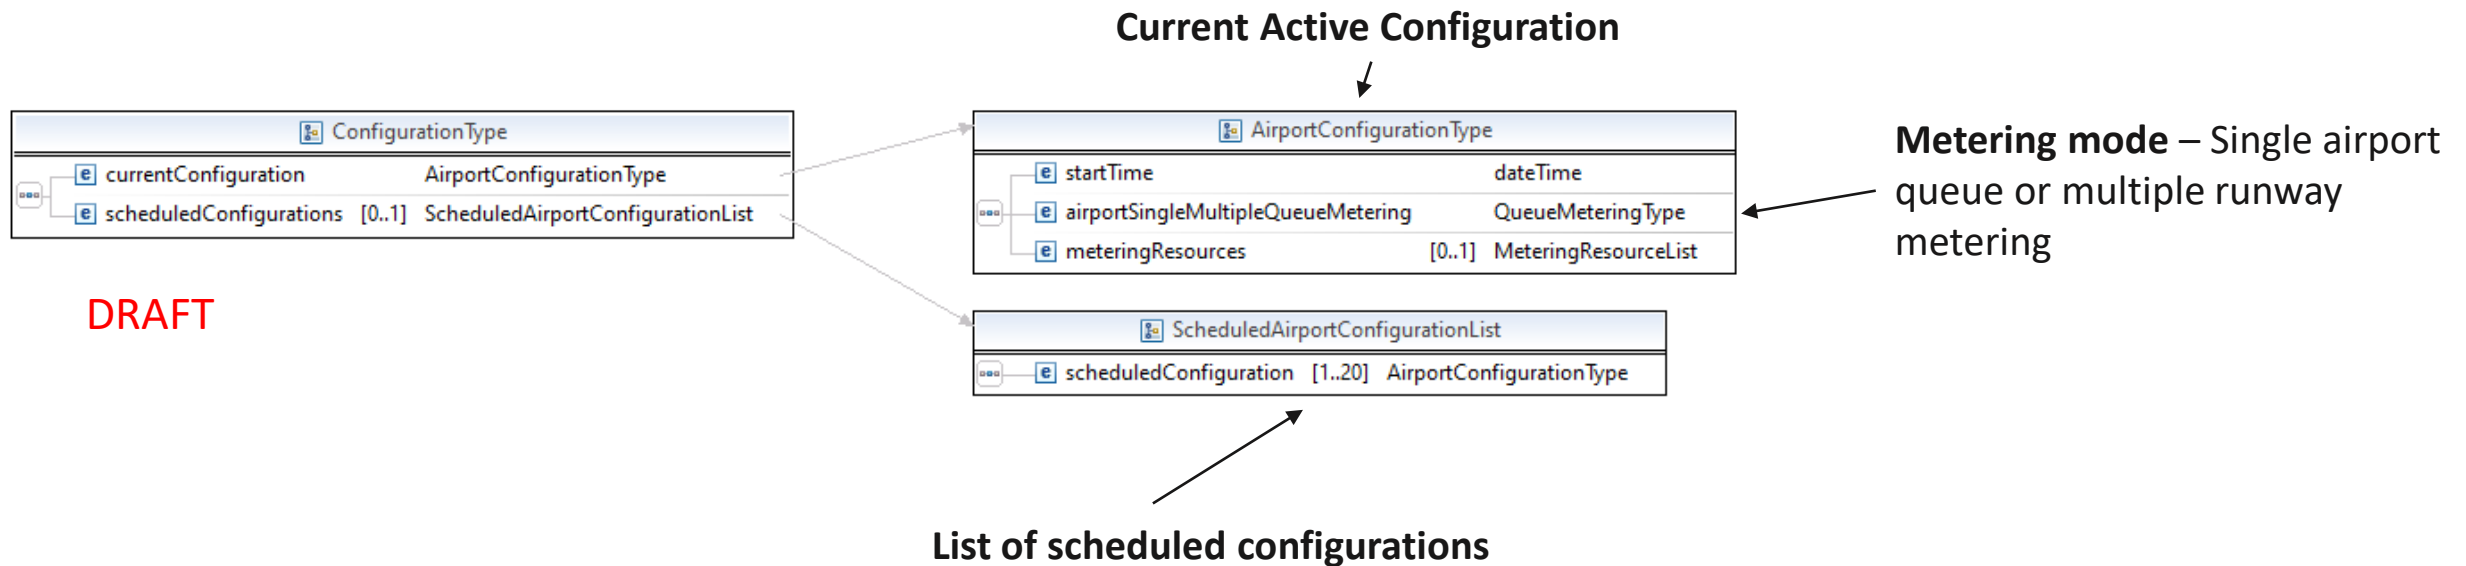 Current Active Configuration
ConfigurationType
currentConfiguration AirportConfigurationType
scheduledConfigurations [0..1] ScheduledAirportConfigurationList
DRAFT
AirportConfigurationType
startTime dateTime
airportSingleMultipleQueueMetering QueueMeteringType
meteringResources [0..1] MeteringResourceList
Metering mode – Single airport
queue or multiple runway
metering
ScheduledAirportConfigurationList
scheduledConfiguration [1..20] AirportConfigurationType
List of scheduled configurations